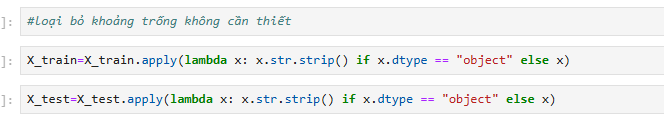 ]: #loại bỏ khoảng trống không cần thiết
]: X_train=X_train.apply(lambda x: x.str.strip() if x.dtype == "object" else x)
]: X_test=X_test.apply(lambda x: x.str.strip() if x.dtype == "object" else x)